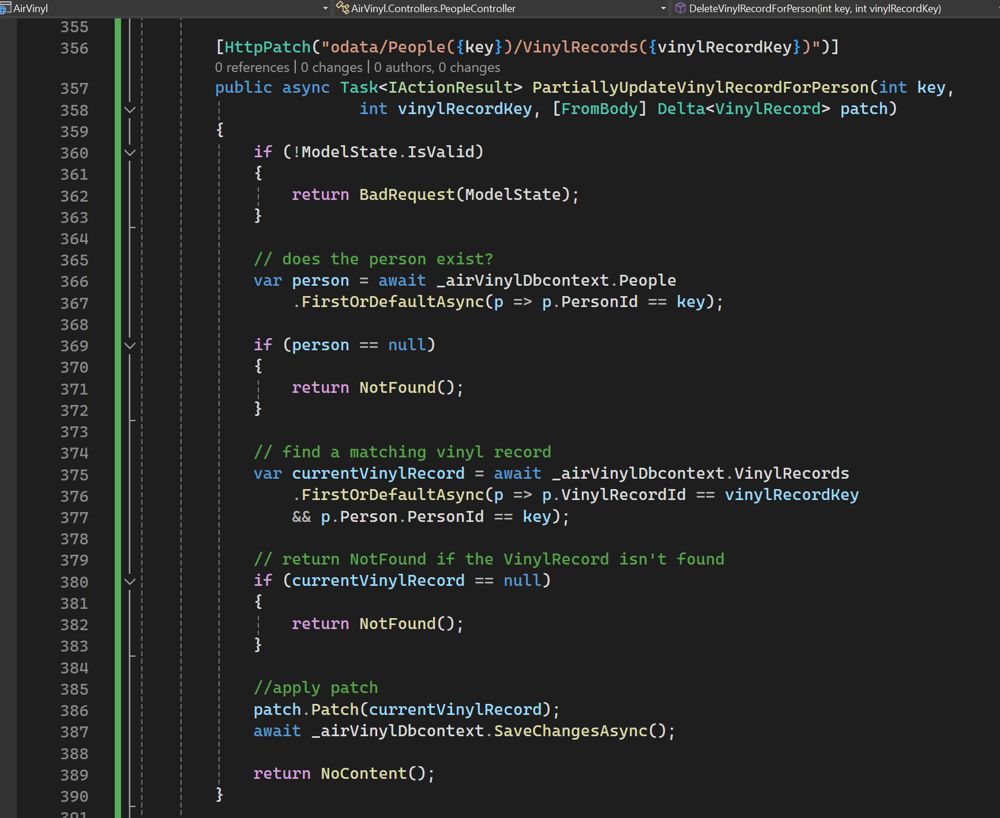 AirVinyl AirVinyl.Controllers.PeopleController DeleteVinylRecordForPerson(int key, int vinylRecordKey)
355
356 [HttpPatch("odata/People({key})/VinylRecords({vinylRecordKey})")]
0 references | 0 changes | 0 authors, 0 changes
357 public async Task<IActionResult> PartiallyUpdateVinylRecordForPerson(int key,
358 int vinylRecordKey, [FromBody] Delta<VinylRecord> patch)
359 {
360 if (!ModelState.IsValid)
361 {
362 return BadRequest(ModelState);
363 }
364
365 // does the person exist?
366 var person = await _airVinylDbcontext.People
367 .FirstOrDefaultAsync(p => p.PersonId == key);
368
369 if (person == null)
370 {
371 return NotFound();
372 }
373
374 // find a matching vinyl record
375 var currentVinylRecord = await _airVinylDbcontext.VinylRecords
376 .FirstOrDefaultAsync(p => p.VinylRecordId == vinylRecordKey
377 && p.Person.PersonId == key);
378
379 // return NotFound if the VinylRecord isn't found
380 if (currentVinylRecord == null)
381 {
382 return NotFound();
383 }
384
385 //apply patch
386 patch.Patch(currentVinylRecord);
387 await _airVinylDbcontext.SaveChangesAsync();
388
389 return NoContent();
390 }
391